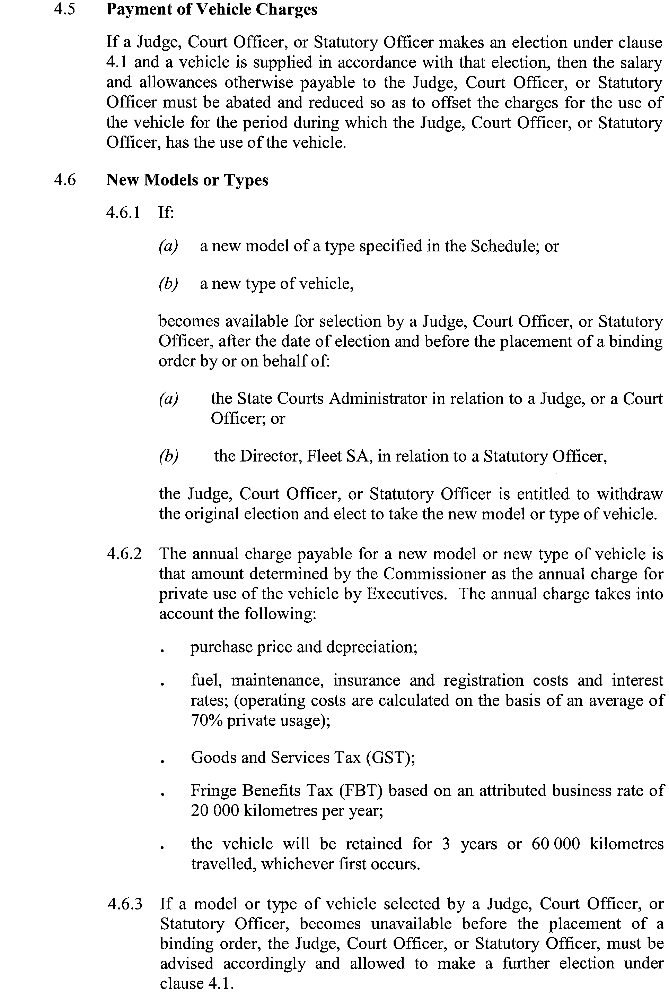 4.5 Payment of Vehicle Charges
If a Judge, Court Officer, or Statutory Officer makes an election under clause
4.1 and a vehicle is supplied in accordance with that election, then the salary
and allowances otherwise payable to the Judge, Court Officer, or Statutory
Officer must be abated and reduced so as to offset the charges for the use of
the vehicle for the period during which the Judge, Court Officer, or Statutory
Officer, has the use of the vehicle.
4.6 New Models or Types
4.6.1 If:
(a) a new model of a type specified in the Schedule; or
(b) a new type of vehicle,
becomes available for selection by a Judge, Court Officer, or Statutory
Officer, after the date of election and before the placement of a binding
order by or on behalf of:
(a) the State Courts Administrator in relation to a Judge, or a Court
Officer; or
(b) the Director, Fleet SA, in relation to a Statutory Officer,
the Judge, Court Officer, or Statutory Officer is entitled to withdraw
the original election and elect to take the new model or type of vehicle.
4.6.2 The annual charge payable for a new model or new type of vehicle is
that amount determined by the Commissioner as the annual charge for
private use of the vehicle by Executives. The annual charge takes into
account the following:
. purchase price and depreciation;
. fuel, maintenance, insurance and registration costs and interest
rates; (operating costs are calculated on the basis of an average of
70% private usage);
. Goods and Services Tax (GST);
. Fringe Benefits Tax (FBT) based on an attributed business rate of
20 000 kilometres per year;
. the vehicle will be retained for 3 years or 60 000 kilometres
travelled, whichever first occurs.
4.6.3 If a model or type of vehicle selected by a Judge, Court Officer, or
Statutory Officer, becomes unavailable before the placement of a
binding order, the Judge, Court Officer, or Statutory Officer, must be
advised accordingly and allowed to make a further election under
clause 4.1.